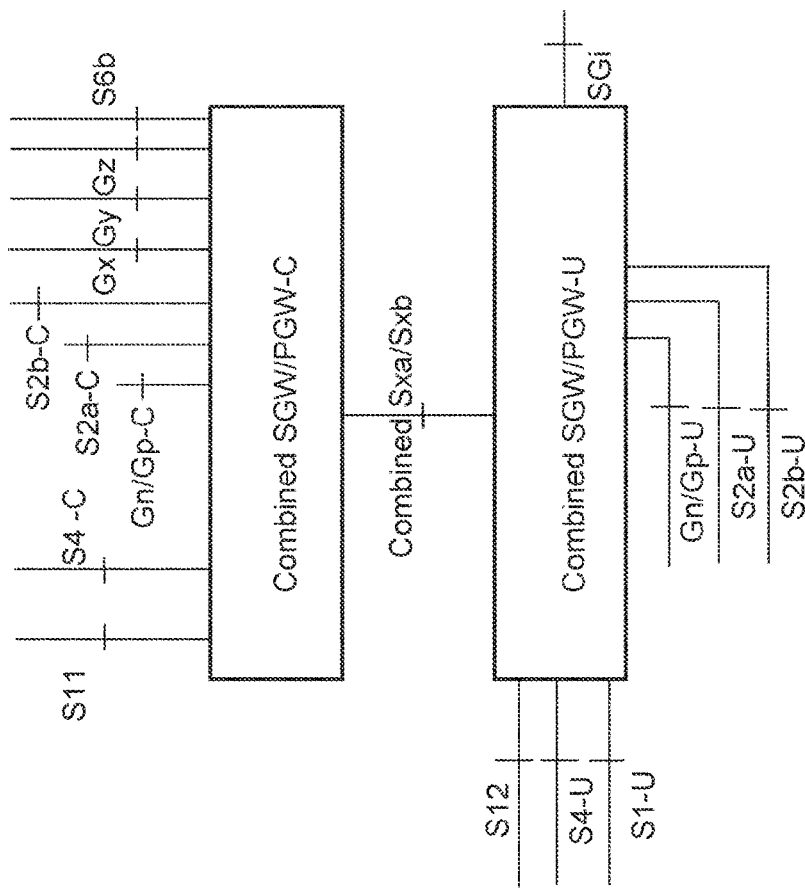 S11
S4 -C
Gn/Gp-C
S2a-C
S2b-C
Gx
Gy
Gz
S6b
Combined SGW/PGW-C
Combined Sxa/Sxb
Combined SGW/PGW-U
SGi
S12
S4-U
S1-U
Gn/Gp-U
S2a-U
S2b-U